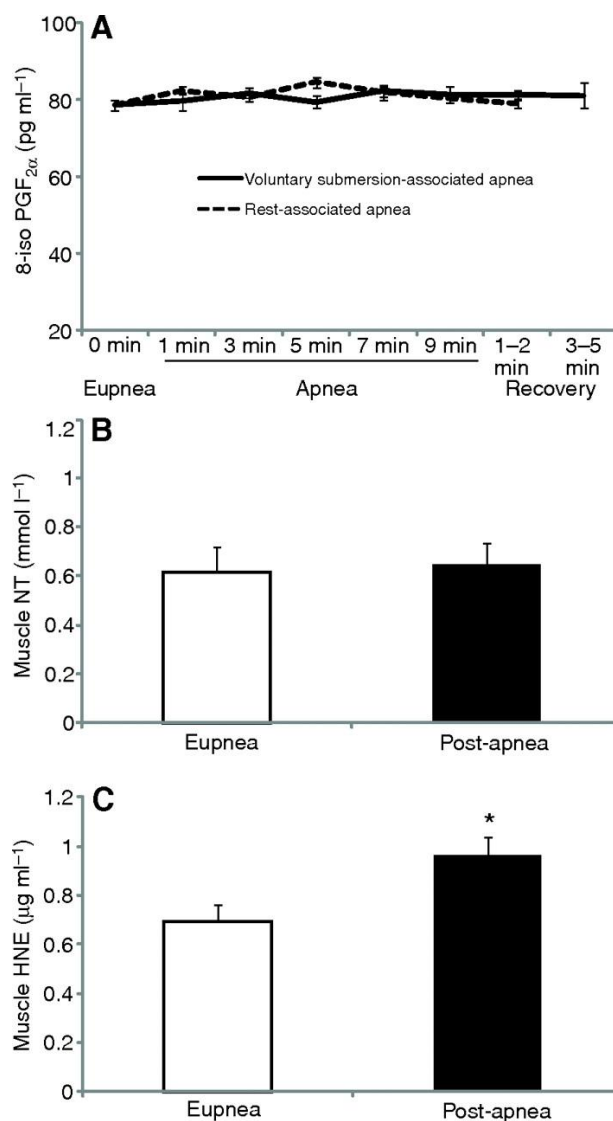 A
8-iso PGF2α (pg ml–1)
100
80
60
40
20
Voluntary submersion-associated apnea
Rest-associated apnea
0 min 1 min 3 min 5 min 7 min 9 min 1–2 min 3–5 min
Eupnea Apnea Recovery
B
Muscle NT (mmol l–1)
1.2
1
0.8
0.6
0.4
0.2
0
Eupnea Post-apnea
C
Muscle HNE (μg ml–1)
1.2
1
0.8
0.6
0.4
0.2
0
*
Eupnea Post-apnea